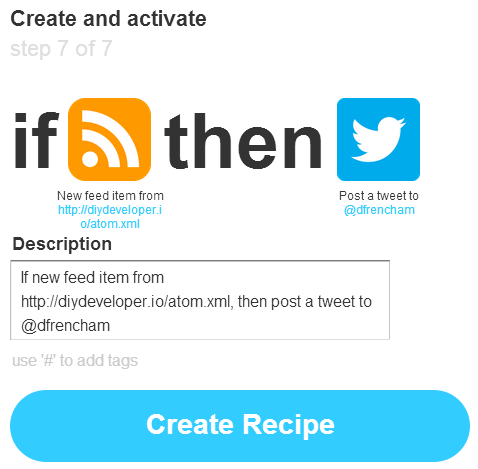 Create and activate
step 7 of 7
if then
New feed item from
http://diydeveloper.i
o/atom.xml
Post a tweet to
@dfrencham
Description
If new feed item from
http://diydeveloper.io/atom.xml, then post a tweet to
@dfrencham
use '#' to add tags
Create Recipe